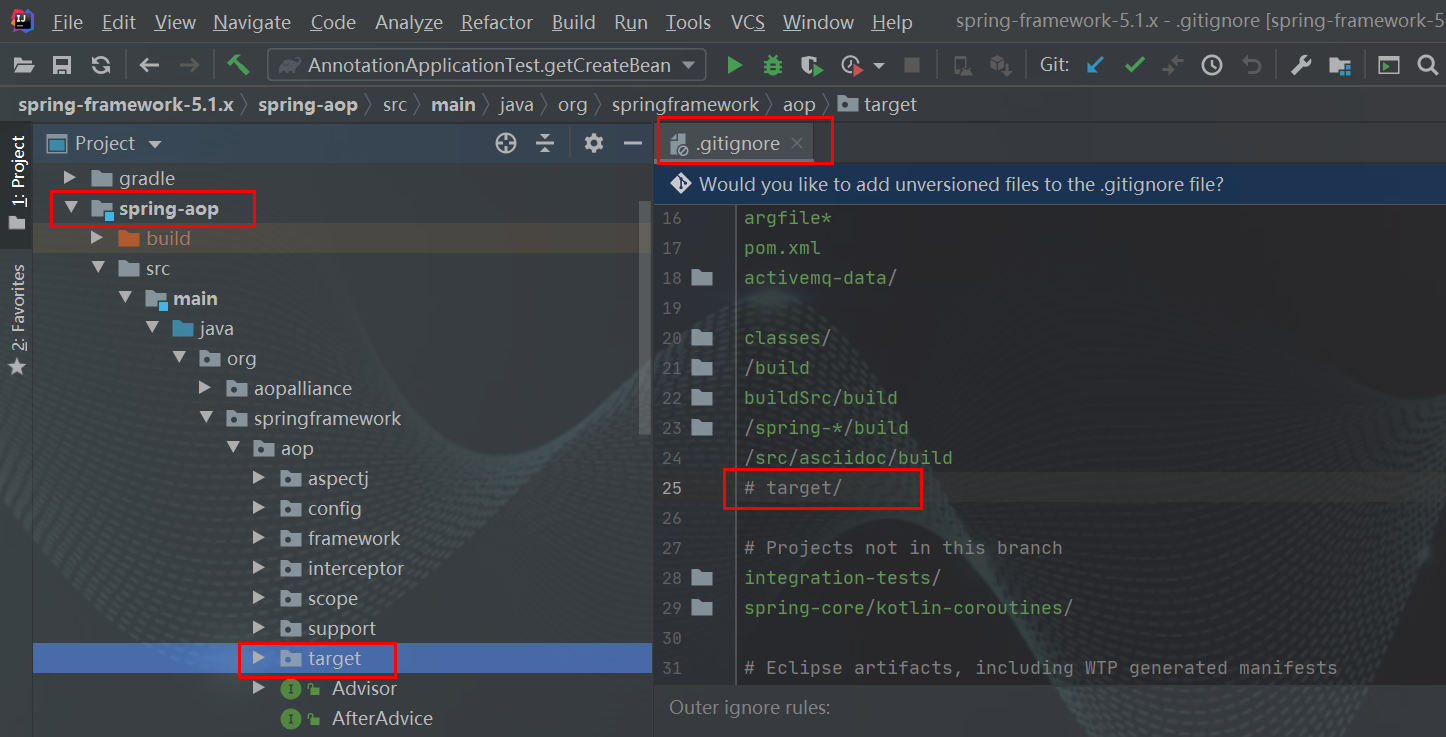 File Edit View Navigate Code Analyze Refactor Build Run Tools VCS Window Help spring-framework-5.1.x - .gitignore [spring-framework-5
AnnotationApplicationTest.getCreateBean Git:
spring-framework-5.1.x spring-aop src main java org springframework aop target
1: Project
2: Favorites
Project
gradle
spring-aop
build
src
main
java
org
aopalliance
springframework
aop
aspectj
config
framework
interceptor
scope
support
target
Advisor
AfterAdvice
.gitignore
Would you like to add unversioned files to the .gitignore file?
16 argfile*
17 pom.xml
18 activemq-data/
19
20 classes/
21 /build
22 buildSrc/build
23 /spring-*/build
24 /src/asciidoc/build
25 # target/
26
27 # Projects not in this branch
28 integration-tests/
29 spring-core/kotlin-coroutines/
30
31 # Eclipse artifacts, including WTP generated manifests
Outer ignore rules: